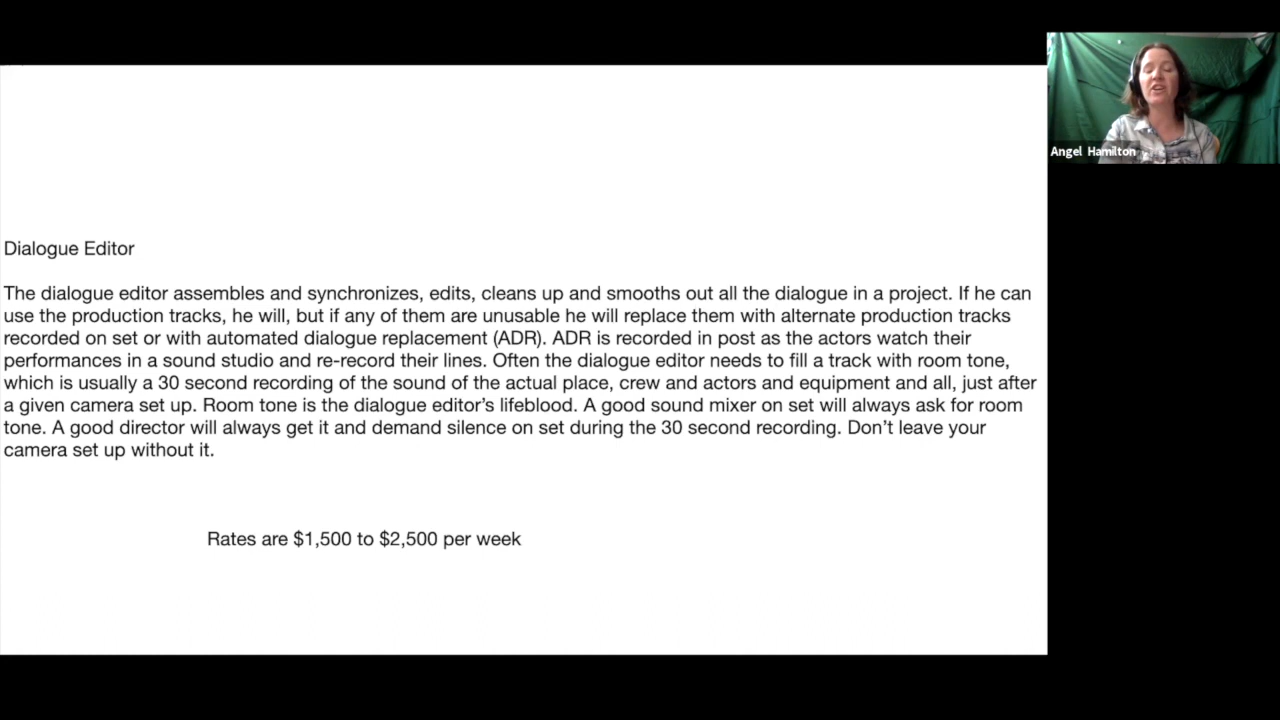 Dialogue Editor
The dialogue editor assembles and synchronizes, edits, cleans up and smooths out all the dialogue in a project. If he can
use the production tracks, he will, but if any of them are unusable he will replace them with alternate production tracks
recorded on set or with automated dialogue replacement (ADR). ADR is recorded in post as the actors watch their
performances in a sound studio and re-record their lines. Often the dialogue editor needs to fill a track with room tone,
which is usually a 30 second recording of the sound of the actual place, crew and actors and equipment and all, just after
a given camera set up. Room tone is the dialogue editor’s lifeblood. A good sound mixer on set will always ask for room
tone. A good director will always get it and demand silence on set during the 30 second recording. Don’t leave your
camera set up without it.
Rates are $1,500 to $2,500 per week
Angel Hamilton